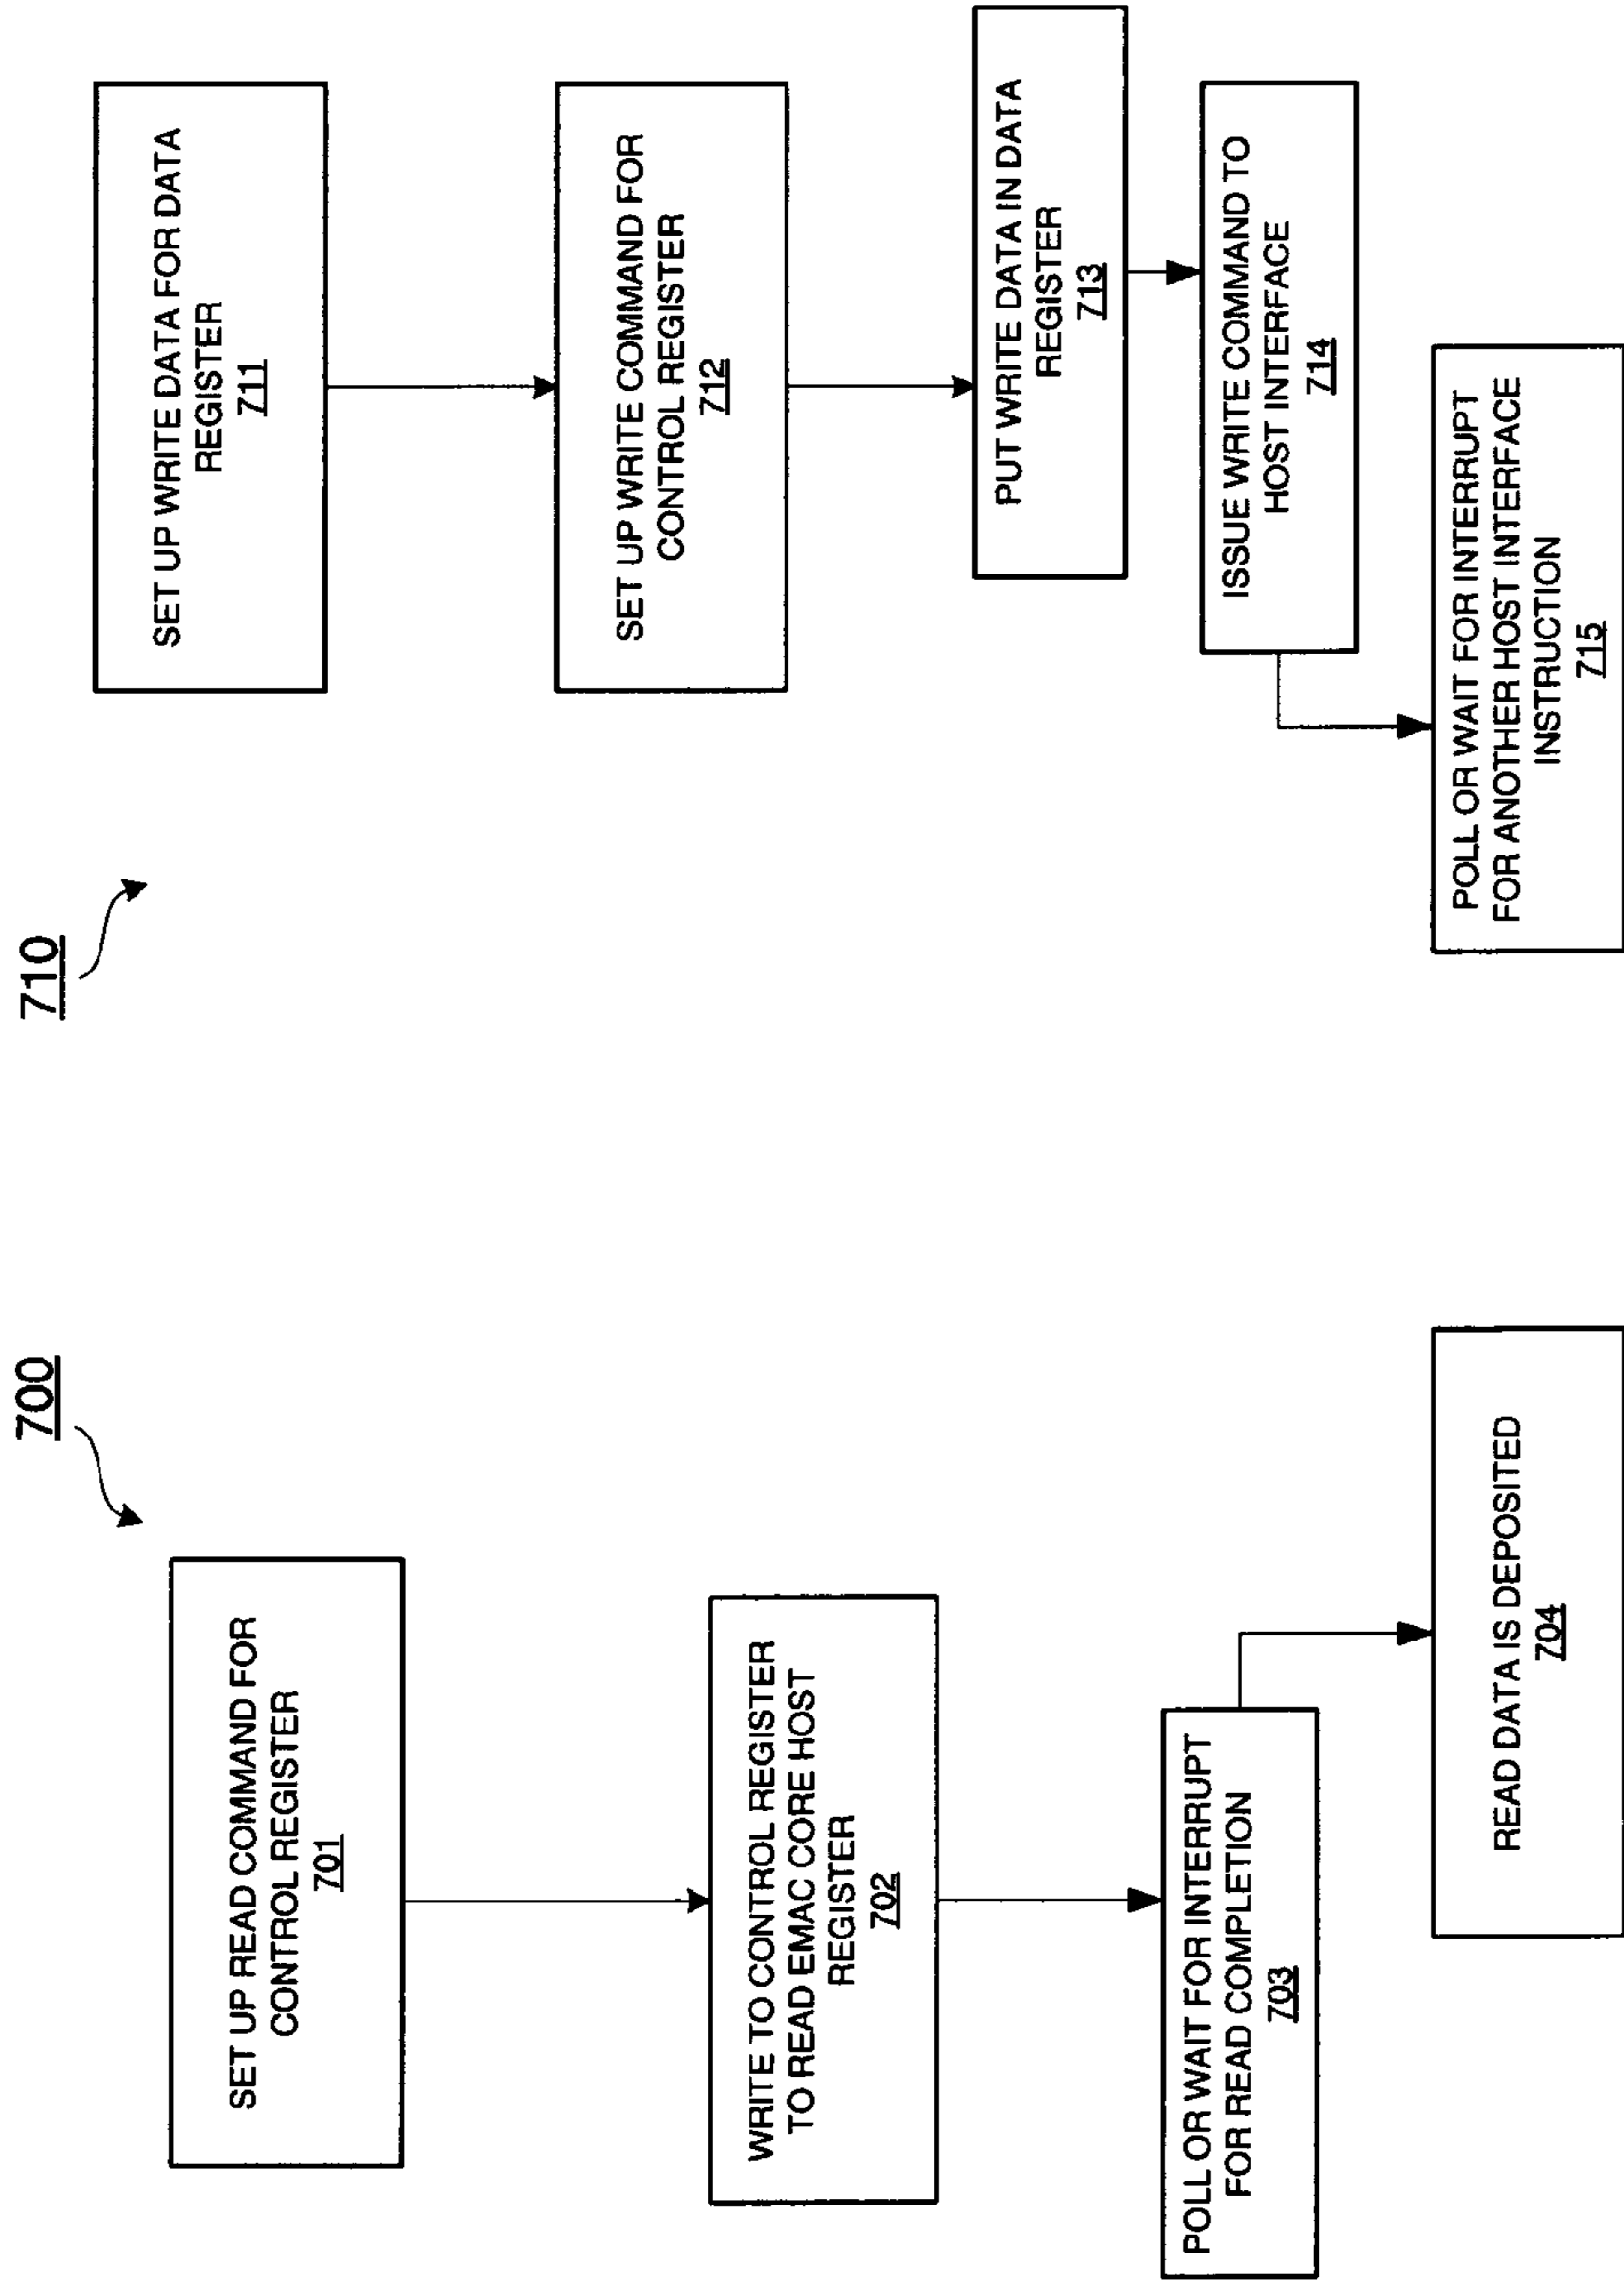 700
SET UP READ COMMAND FOR
CONTROL REGISTER
701
WRITE TO CONTROL REGISTER
TO READ EMAC CORE HOST
REGISTER
702
POLL OR WAIT FOR INTERRUPT
FOR READ COMPLETION
703
READ DATA IS DEPOSITED
704
710
SET UP WRITE DATA FOR DATA
REGISTER
711
SET UP WRITE COMMAND FOR
CONTROL REGISTER
712
PUT WRITE DATA IN DATA
REGISTER
713
ISSUE WRITE COMMAND TO
HOST INTERFACE
714
POLL OR WAIT FOR INTERRUPT
FOR ANOTHER HOST INTERFACE
INSTRUCTION
715